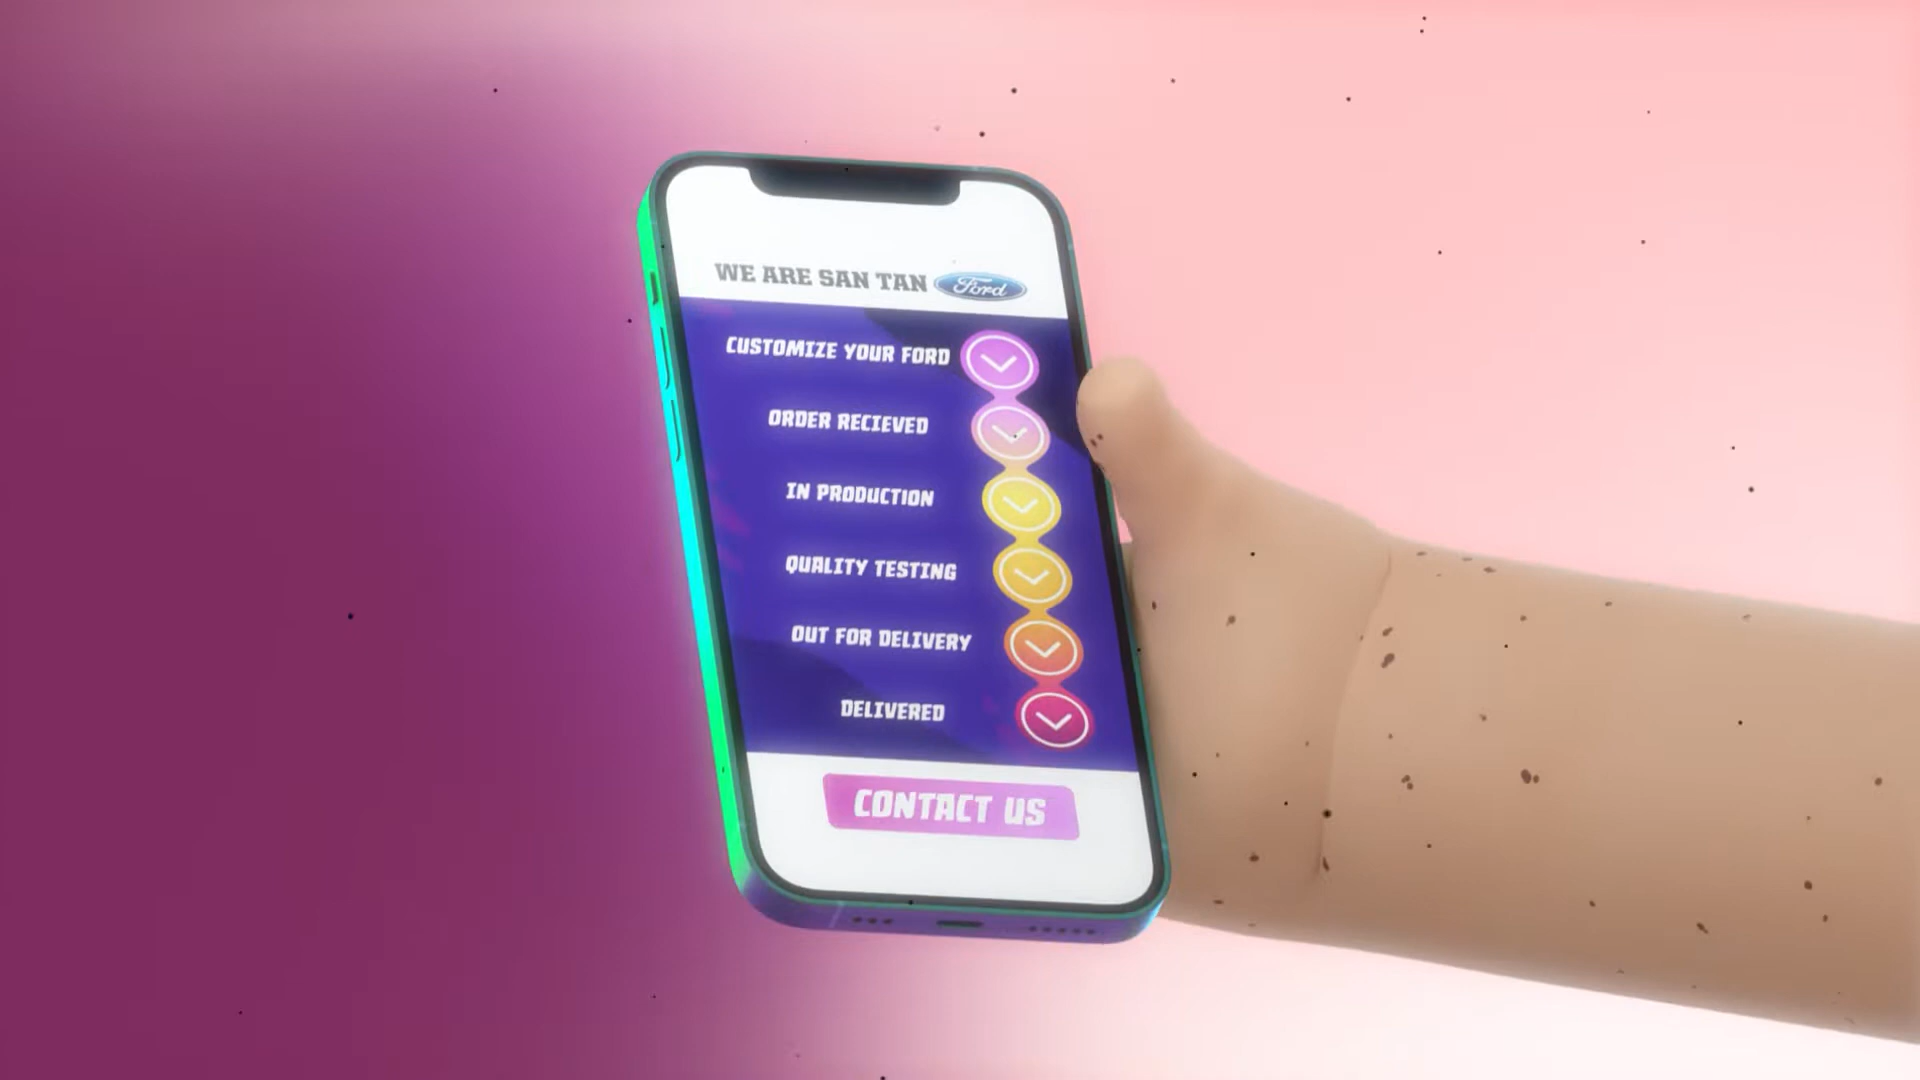 WE ARE SAN TAN Ford
CUSTOMIZE YOUR FORD
ORDER RECIEVED
IN PRODUCTION
QUALITY TESTING
OUT FOR DELIVERY
DELIVERED
CONTACT US